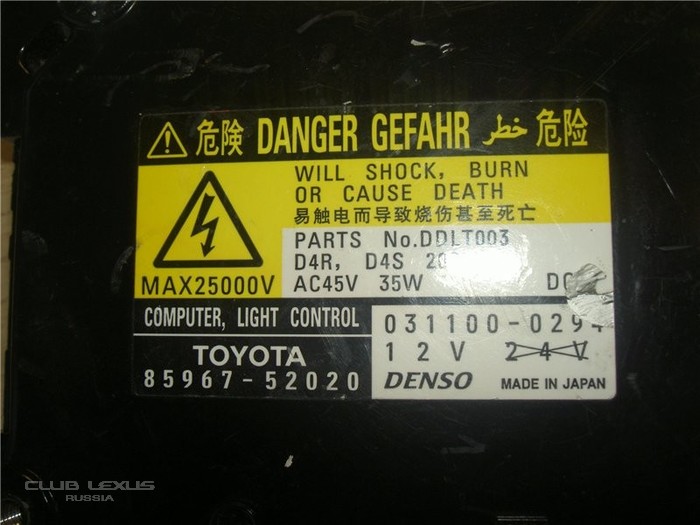 危険 DANGER GEFAHR خطر 危险
WILL SHOCK, BURN
OR CAUSE DEATH
易触电而导致烧伤甚至死亡
MAX25000V
PARTS No.DDLT003
D4R, D4S
AC45V 35W
COMPUTER, LIGHT CONTROL
TOYOTA
85967-52020
031100-0294
12V 24V
DENSO MADE IN JAPAN
CLUB LEXUS
RUSSIA